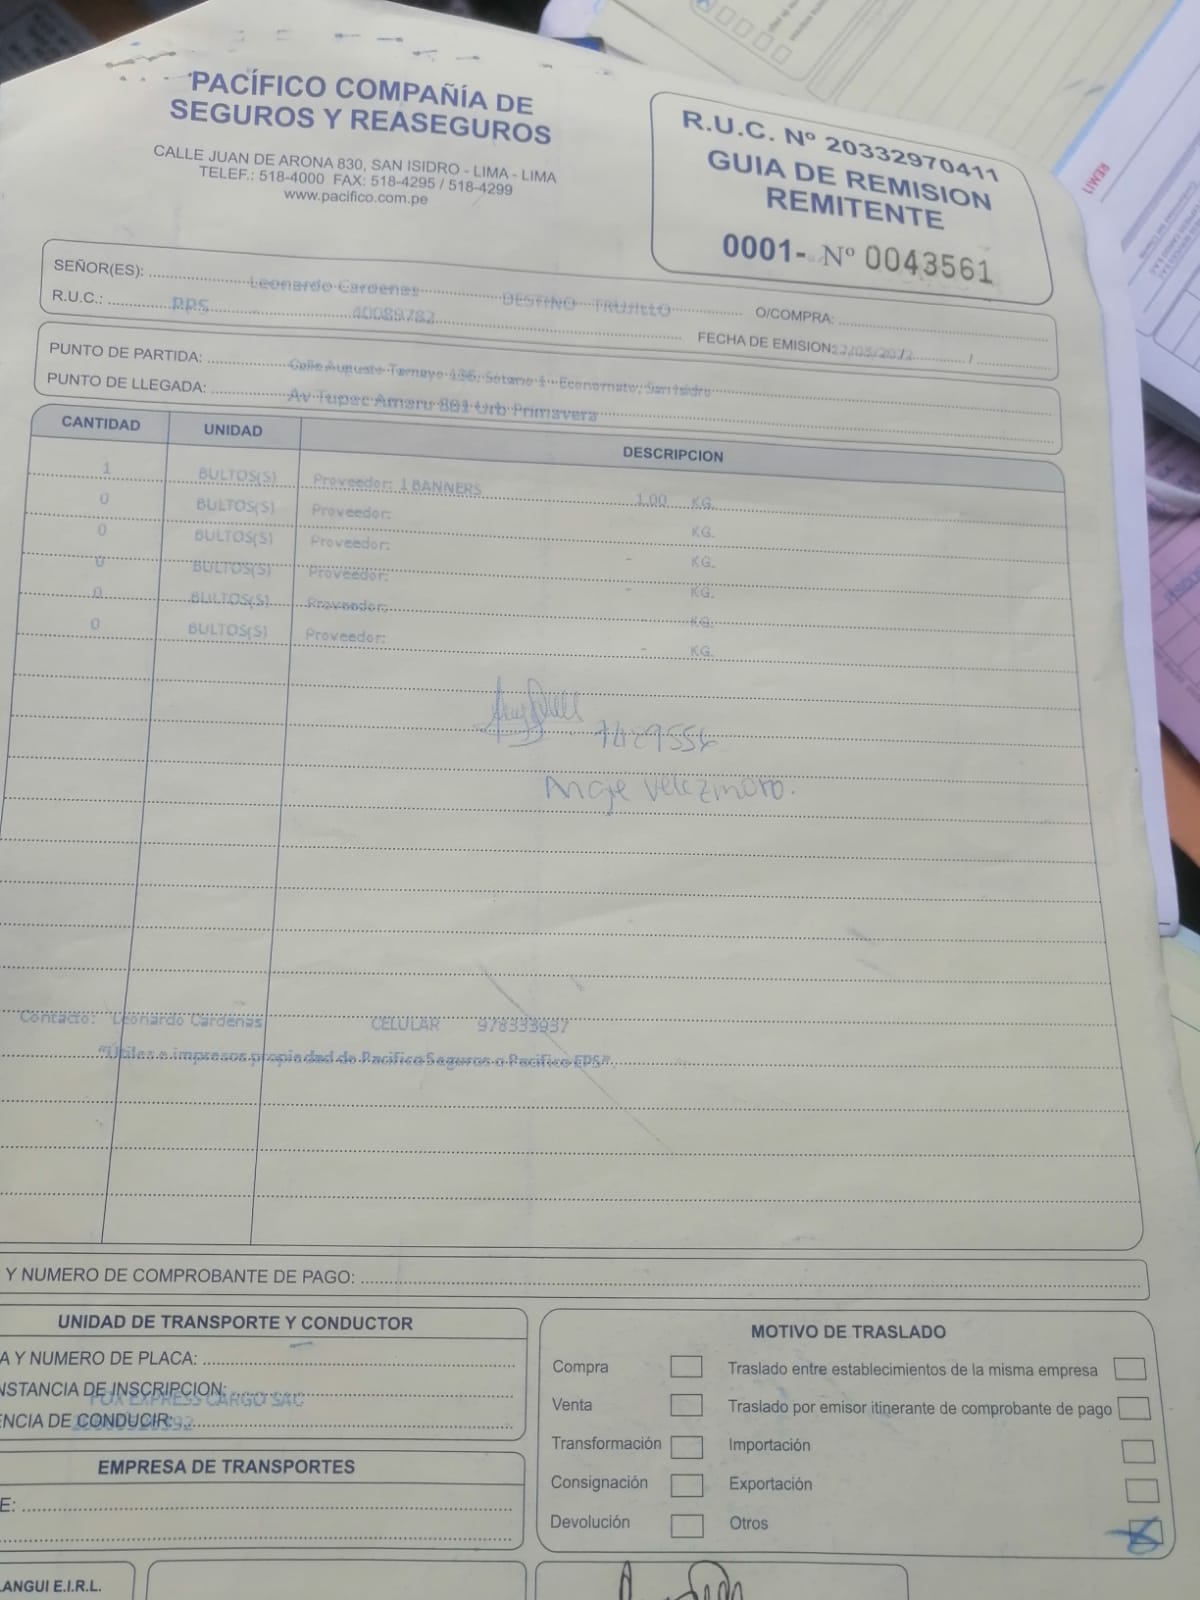 PACÍFICO COMPAÑÍA DE
SEGUROS Y REASEGUROS
CALLE JUAN DE ARONA 830, SAN ISIDRO - LIMA - LIMA
TELEF.: 518-4000 FAX: 518-4295 / 518-4299
www.pacifico.com.pe
R.U.C. Nº 20332970411
GUIA DE REMISION
REMITENTE
0001- Nº 0043561
SEÑOR(ES): Leonardo Cardenas DESTINO TRUJILLO O/COMPRA:
R.U.C.: PPS 40089782 FECHA DE EMISION:
PUNTO DE PARTIDA: Calle Augusto Tamayo Sotano 1 - Economato, San Isidro
PUNTO DE LLEGADA: Av Tupac Amaru 801 Urb Primavera
CANTIDAD UNIDAD DESCRIPCION
1 BULTOS(S) Proveedor: 1 BANNERS 1.00 KG.
0 BULTOS(S) Proveedor: KG.
0 BULTOS(S) Proveedor: - KG.
0 BULTOS(S) Proveedor: - KG.
0 BULTOS(S) Proveedor: - KG.
0 BULTOS(S) Proveedor: - KG.
Angie Velezmoro.
Contacto: Leonardo Cardenas CELULAR 978333937
"Utiles e impresos propiedad de Pacifico Seguros o Pacifico EPS".
Y NUMERO DE COMPROBANTE DE PAGO:
UNIDAD DE TRANSPORTE Y CONDUCTOR
A Y NUMERO DE PLACA:
NSTANCIA DE INSCRIPCION:
FOX EXPRESS CARGO SAC
ENCIA DE CONDUCIR:
EMPRESA DE TRANSPORTES
E:
MOTIVO DE TRASLADO
Compra Traslado entre establecimientos de la misma empresa
Venta Traslado por emisor itinerante de comprobante de pago
Transformación Importación
Consignación Exportación
Devolución Otros
LANGUI E.I.R.L.
REMIT